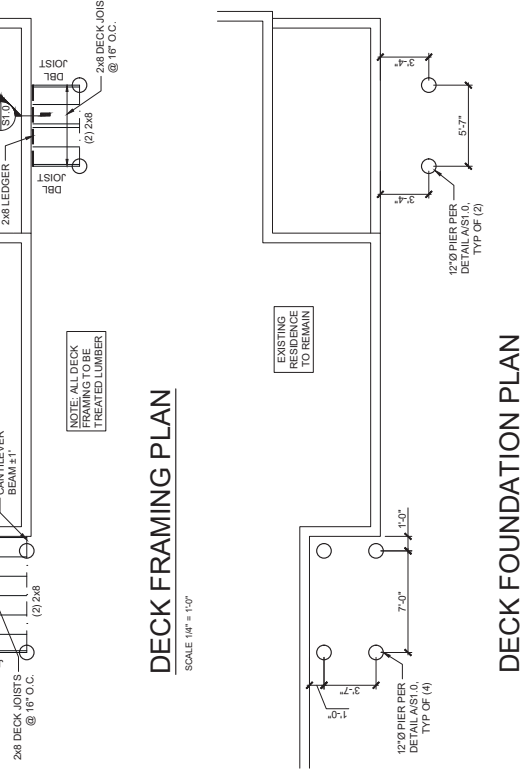 2x8 LEDGER
S1.0
JOIST
DBL
DBL
JOIST
2x8 DECK JOIS
@ 16" O.C.
(2) 2x8
BEAM ±1'
NOTE: ALL DECK
FRAMING TO BE
TREATED LUMBER
(2) 2x8
2x8 DECK JOISTS
@ 16" O.C.
DECK FRAMING PLAN
SCALE 1/4" = 1'-0"
EXISTING
RESIDENCE
TO REMAIN
3'-4"
5'-7"
3'-4"
12"Ø PIER PER
DETAIL A/S1.0,
TYP OF (2)
1'-0"
7'-0"
3'-7"
1'-0"
12"Ø PIER PER
DETAIL A/S1.0,
TYP OF (4)
DECK FOUNDATION PLAN